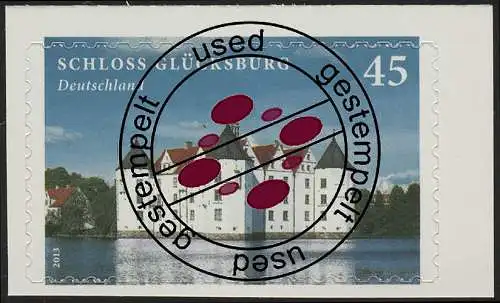 SCHLOSS GLÜCKSBURG
Deutschland
45
used
gestempelt
gestempelt
used
2013